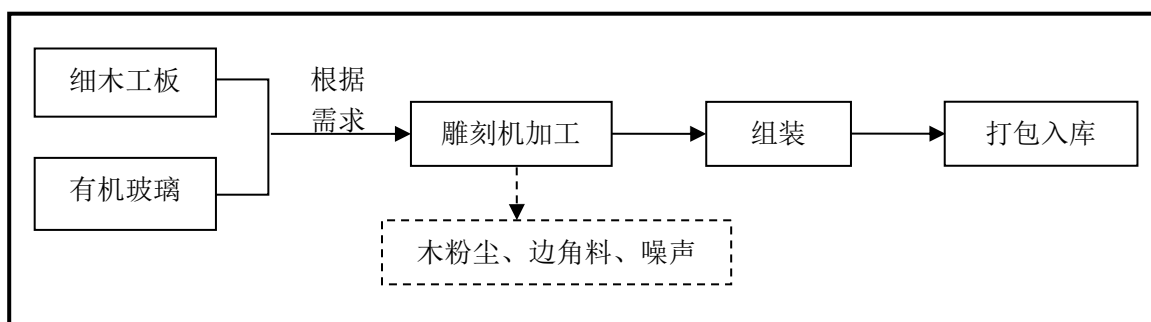 细木工板
有机玻璃
根据
需求
雕刻机加工
组装
打包入库
木粉尘、边角料、噪声